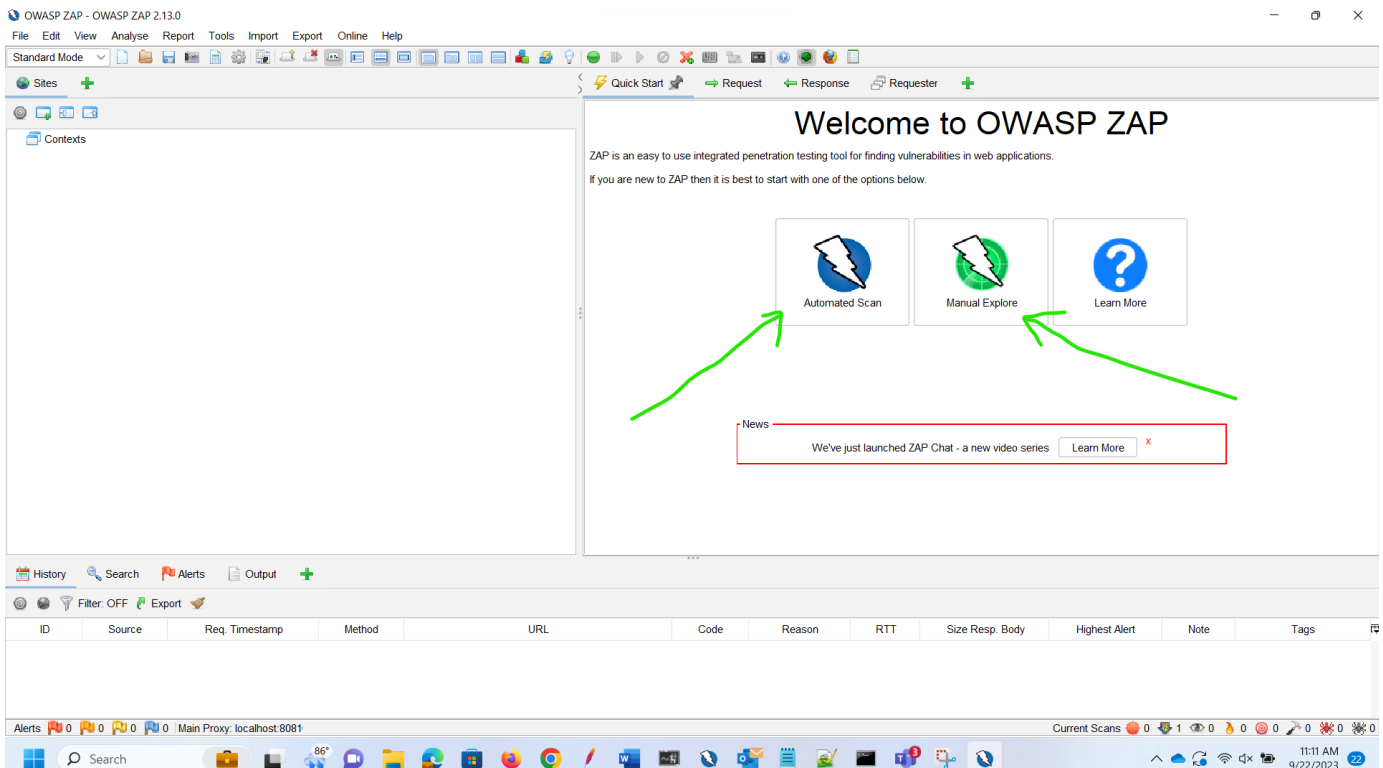 OWASP ZAP - OWASP ZAP 2.13.0
File Edit View Analyse Report Tools Import Export Online Help
Standard Mode
Sites
Quick Start Request Response Requester
Contexts
Welcome to OWASP ZAP
ZAP is an easy to use integrated penetration testing tool for finding vulnerabilities in web applications.
If you are new to ZAP then it is best to start with one of the options below.
Automated Scan Manual Explore Learn More
News
We've just launched ZAP Chat - a new video series Learn More x
History Search Alerts Output
Filter: OFF Export
ID Source Req. Timestamp Method URL Code Reason RTT Size Resp. Body Highest Alert Note Tags
Alerts 0 0 0 0 Main Proxy: localhost:8081 Current Scans 0 1 0 0 0 0 0 0
Search 86° 3 11:11 AM
9/22/2023 22